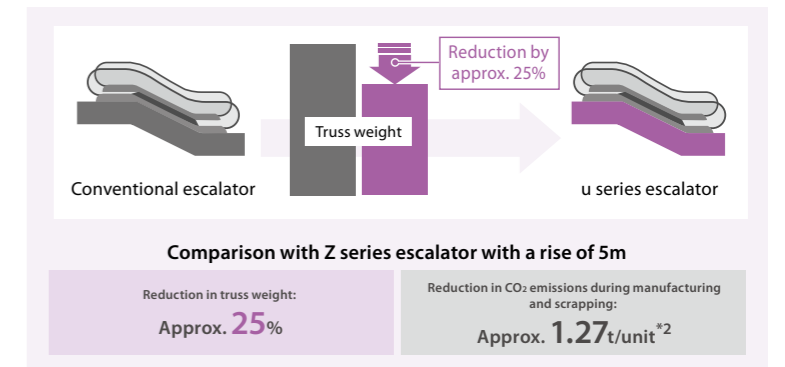 Reduction by
approx. 25%
Truss weight
Conventional escalator
u series escalator
Comparison with Z series escalator with a rise of 5m
Reduction in truss weight:
Approx. 25%
Reduction in CO2 emissions during manufacturing
and scrapping:
Approx. 1.27t/unit*2